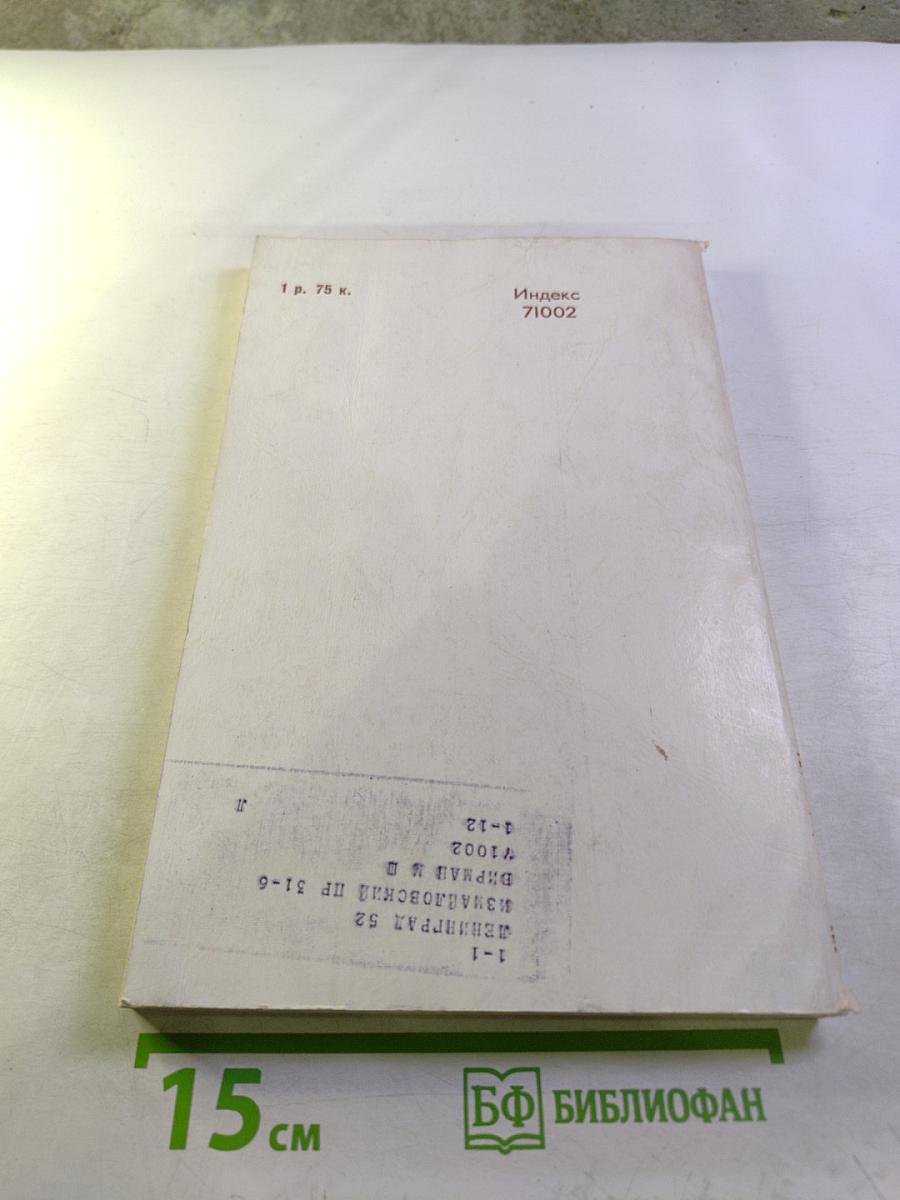 1 р. 75 к.
Индекс
71002
1-1
ЛЕНИНГРАД 52
ИЗМАЙЛОВСКИЙ ПР 31-6
БИРМАН И Ш
71002
1-12
Л
15 см
БФ БИБЛИОФАН